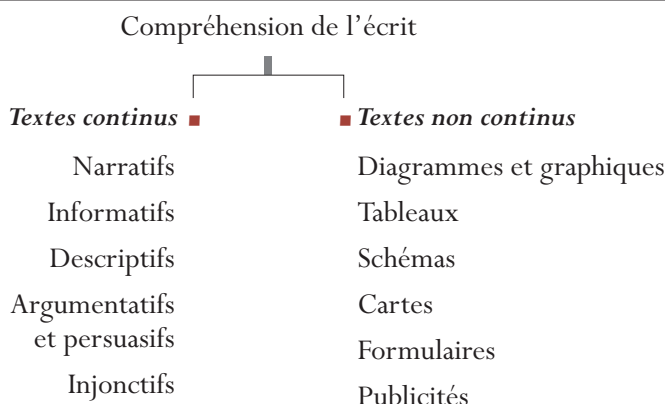 Compréhension de l'écrit
Textes continus
Narratifs
Informatifs
Descriptifs
Argumentatifs
et persuasifs
Injonctifs
Textes non continus
Diagrammes et graphiques
Tableaux
Schémas
Cartes
Formulaires
Publicités